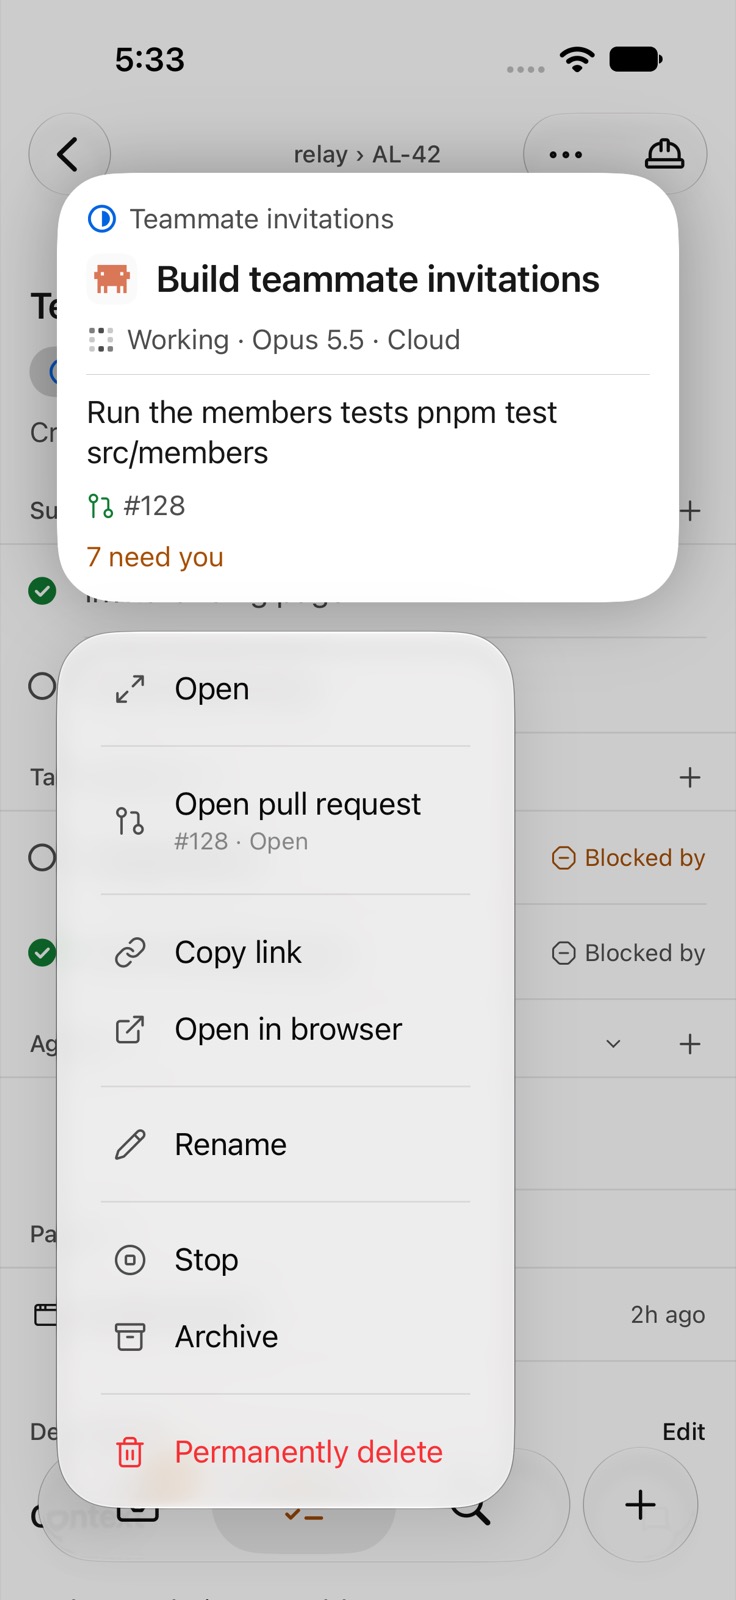 5:33
relay › AL-42
Teammate invitations
Build teammate invitations
Working · Opus 5.5 · Cloud
Run the members tests pnpm test
src/members
#128
7 need you
Open
Open pull request
#128 · Open
Blocked by
Copy link
Blocked by
Open in browser
Rename
Stop
2h ago
Archive
Edit
Permanently delete